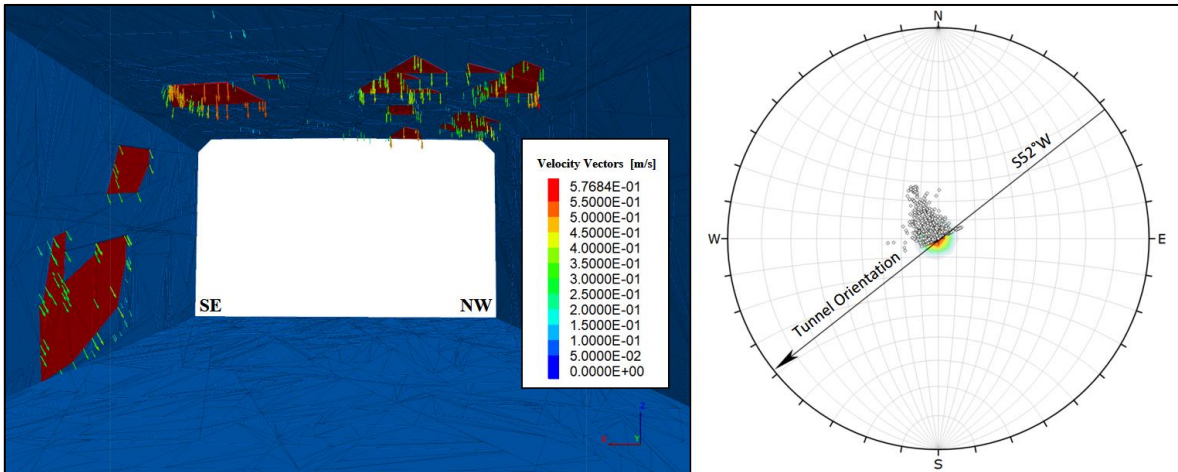 Velocity Vectors [m/s]
5.7684E-01
5.5000E-01
5.0000E-01
4.5000E-01
4.0000E-01
3.5000E-01
3.0000E-01
2.5000E-01
2.0000E-01
1.5000E-01
1.0000E-01
5.0000E-02
0.0000E+00
SE
NW
Z
X
Y
N
S52°W
W
E
Tunnel Orientation
S